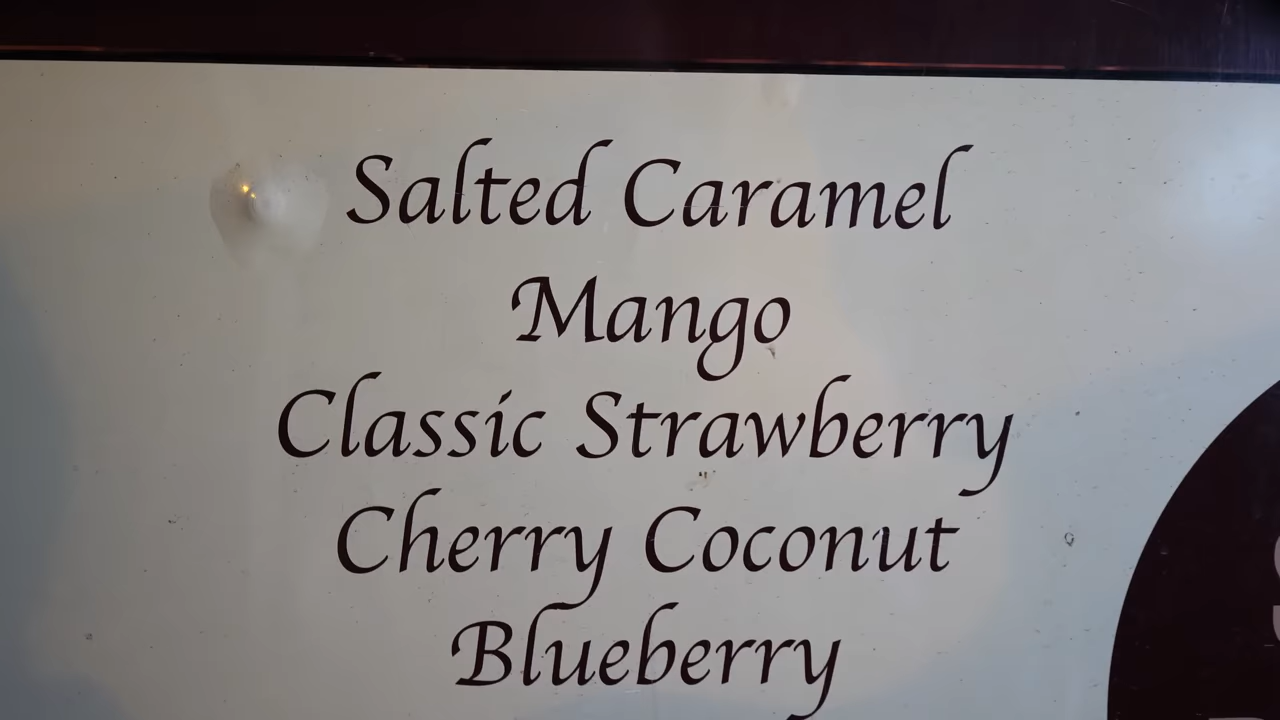 Salted Caramel
Mango
Classic Strawberry
Cherry Coconut
Blueberry